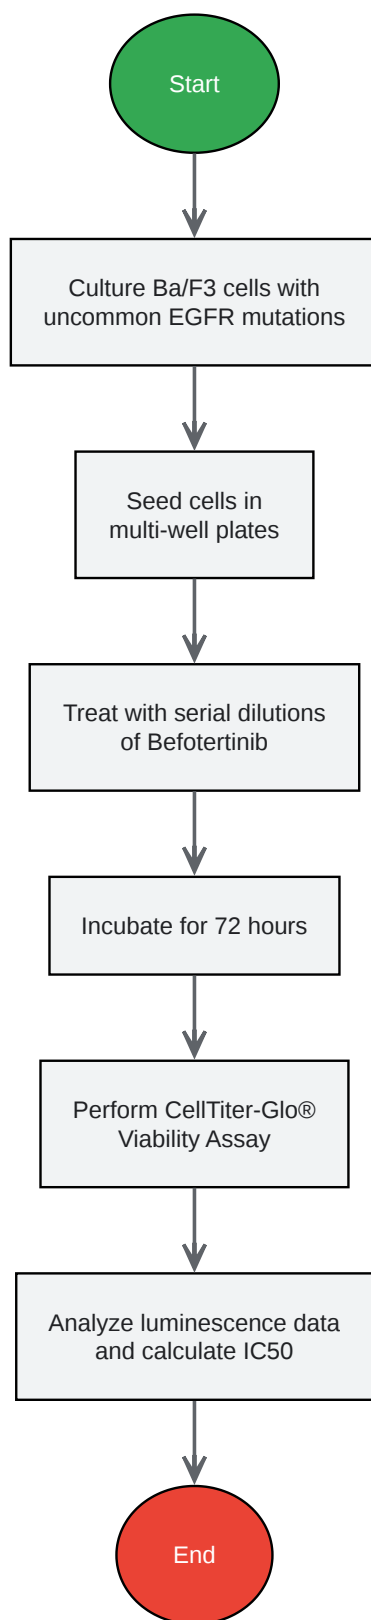 Start
Culture Ba/F3 cells with
uncommon EGFR mutations
Seed cells in
multi-well plates
Treat with serial dilutions
of Befotertinib
Incubate for 72 hours
Perform CellTiter-Glo®
Viability Assay
Analyze luminescence data
and calculate IC50
End